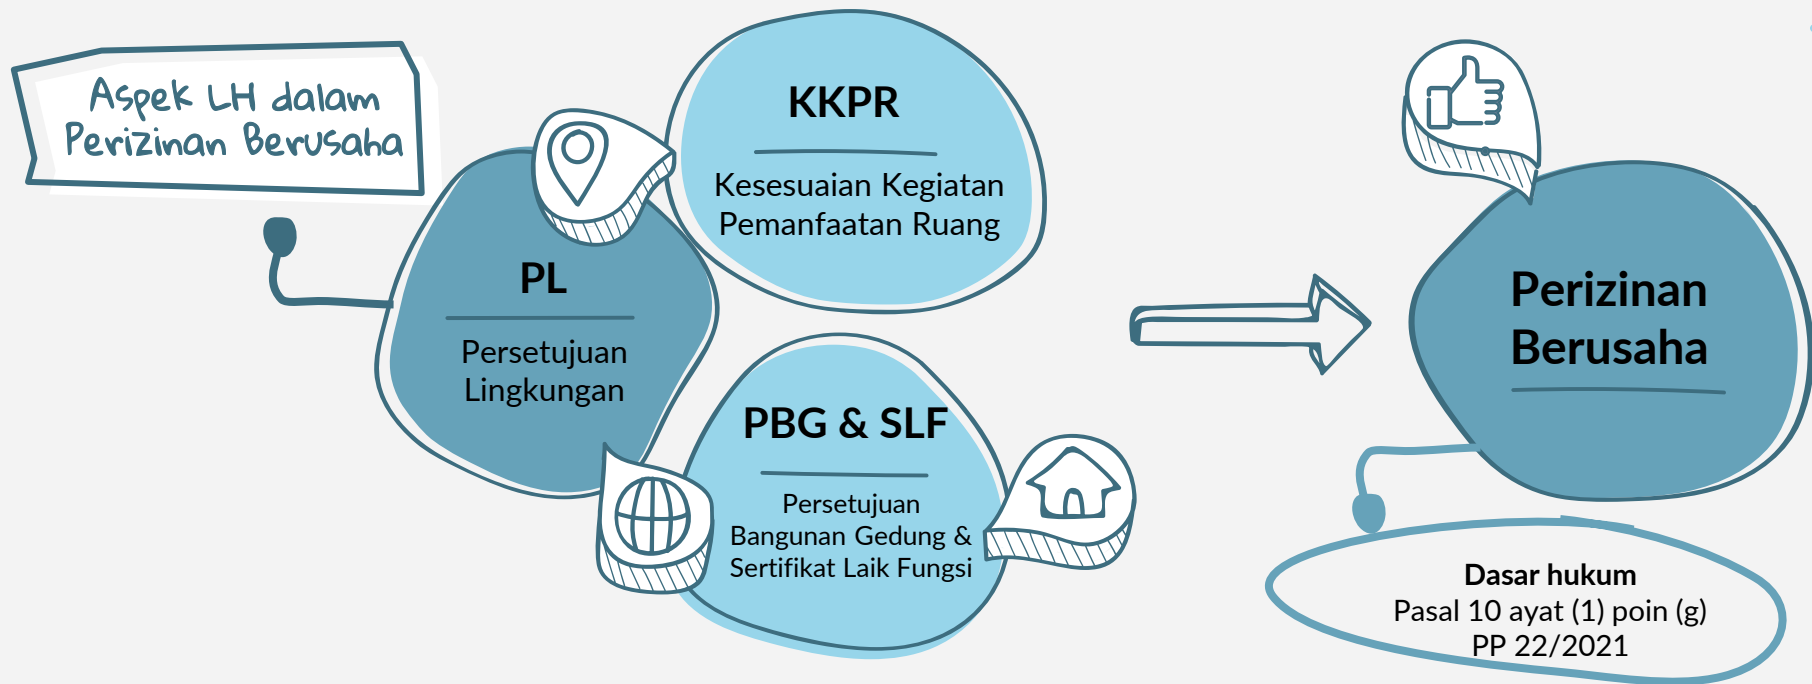 Aspek LH dalam
Perizinan Berusaha
KKPR
Kesesuaian Kegiatan
Pemanfaatan Ruang
PL
Persetujuan
Lingkungan
PBG & SLF
Persetujuan
Bangunan Gedung &
Sertifikat Laik Fungsi
Perizinan
Berusaha
Dasar hukum
Pasal 10 ayat (1) poin (g)
PP 22/2021